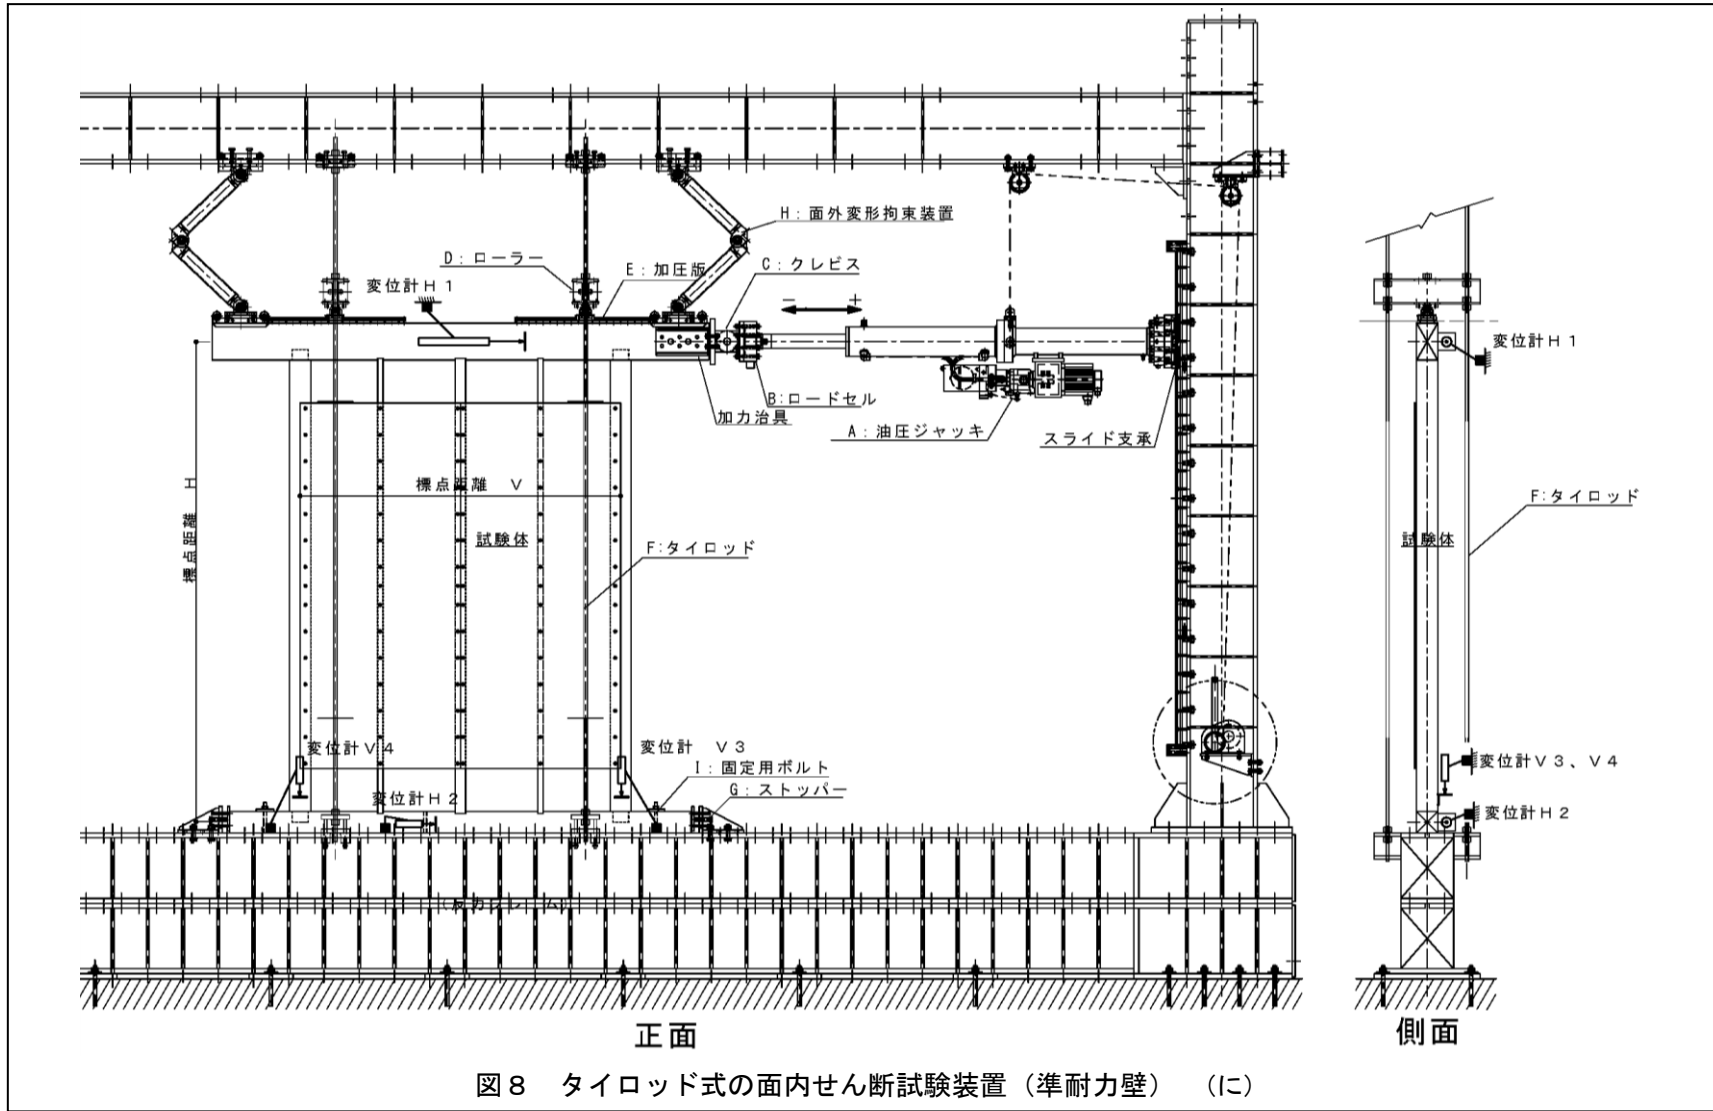 H：面外変形拘束装置
D：ローラー
E：加圧版
C：クレビス
変位計H１
－ ＋
変位計H１
B:ロードセル
加力治具
A：油圧ジャッキ
スライド支承
標点距離 V
標点距離 H
試験体
F:タイロッド
F:タイロッド
試験体
変位計V４
変位計 V３
I：固定用ボルト
G：ストッパー
変位計H２
変位計V３、V４
変位計H２
（反力フレーム）
正面
側面
図８　タイロッド式の面内せん断試験装置（準耐力壁）　（に）